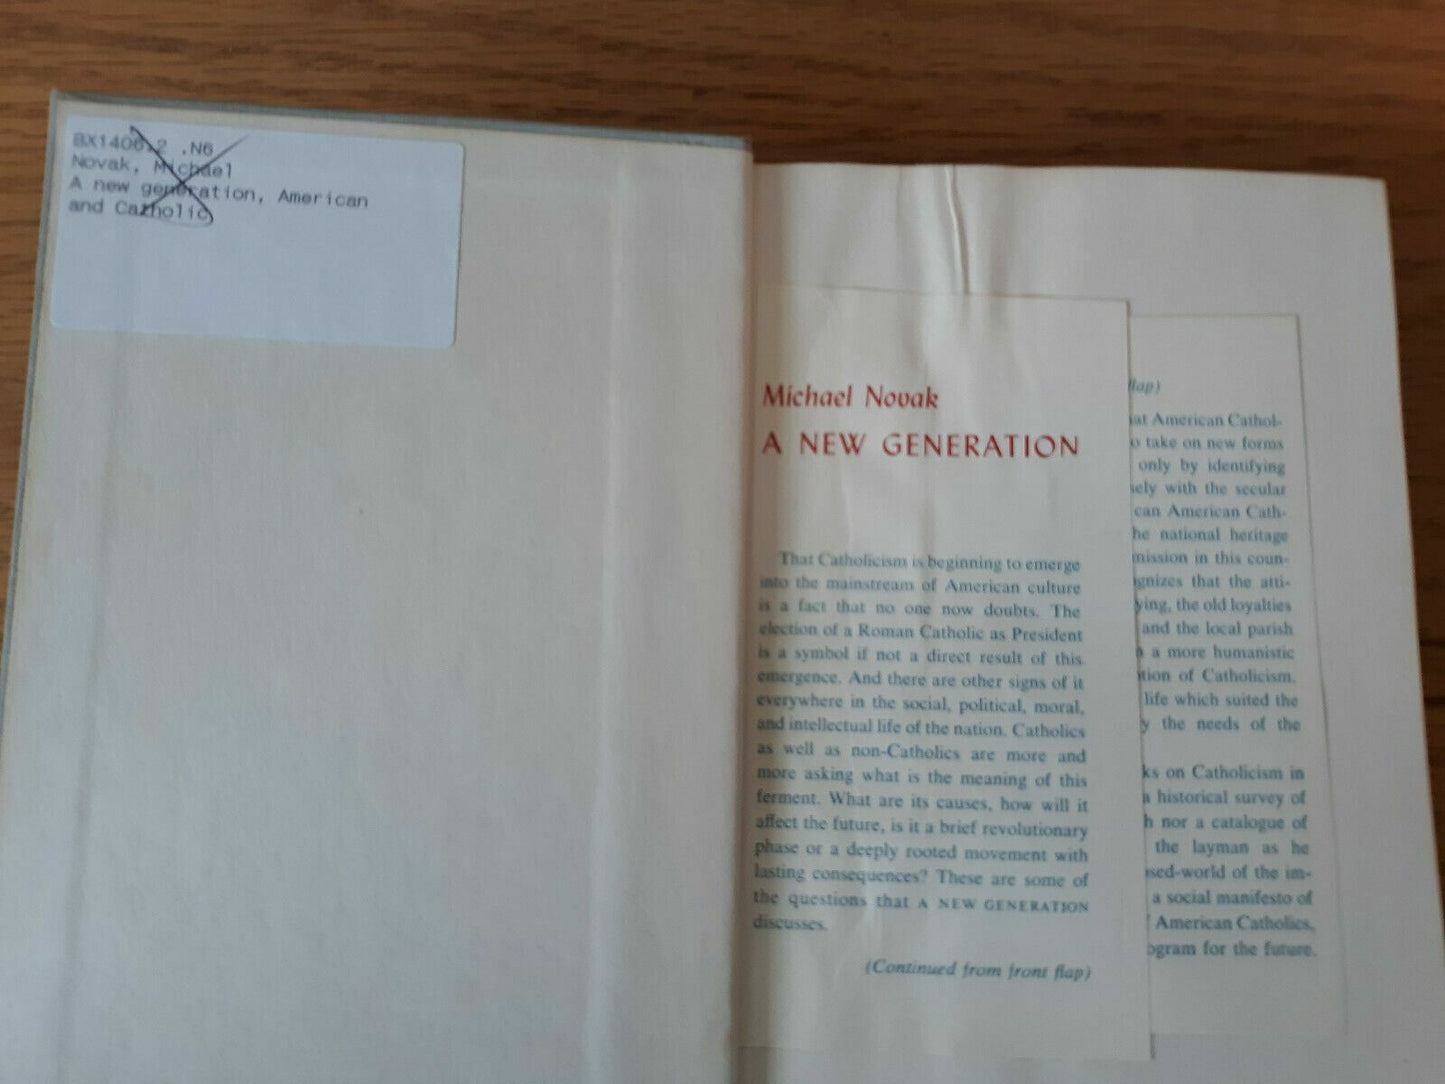 BX1406.2 .N6
Novak, Michael
A new generation, American
and Catholic
Michael Novak
A NEW GENERATION
That Catholicism is beginning to emerge
into the mainstream of American culture
is a fact that no one now doubts. The
election of a Roman Catholic as President
is a symbol if not a direct result of this
emergence. And there are other signs of it
everywhere in the social, political, moral,
and intellectual life of the nation. Catholics
as well as non-Catholics are more and
more asking what is the meaning of this
ferment. What are its causes, how will it
affect the future, is it a brief revolutionary
phase or a deeply rooted movement with
lasting consequences? These are some of
the questions that A NEW GENERATION
discusses.
(Continued from front flap)
flap)
at American Cathol-
o take on new forms
only by identifying
ely with the secular
can American Cath-
he national heritage
mission in this coun-
gnizes that the atti-
ying, the old loyalties
and the local parish
a more humanistic
tion of Catholicism.
life which suited the
y the needs of the
ks on Catholicism in
a historical survey of
h nor a catalogue of
the layman as he
sed-world of the im-
a social manifesto of
American Catholics,
ogram for the future.